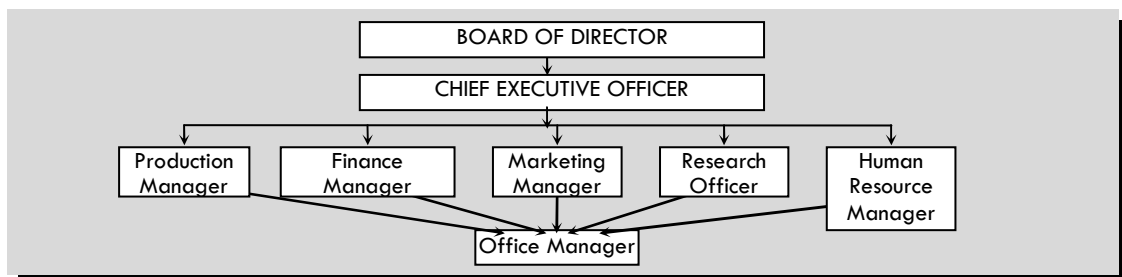 BOARD OF DIRECTOR
CHIEF EXECUTIVE OFFICER
Production
Manager
Finance
Manager
Marketing
Manager
Research
Officer
Human
Resource
Manager
Office Manager